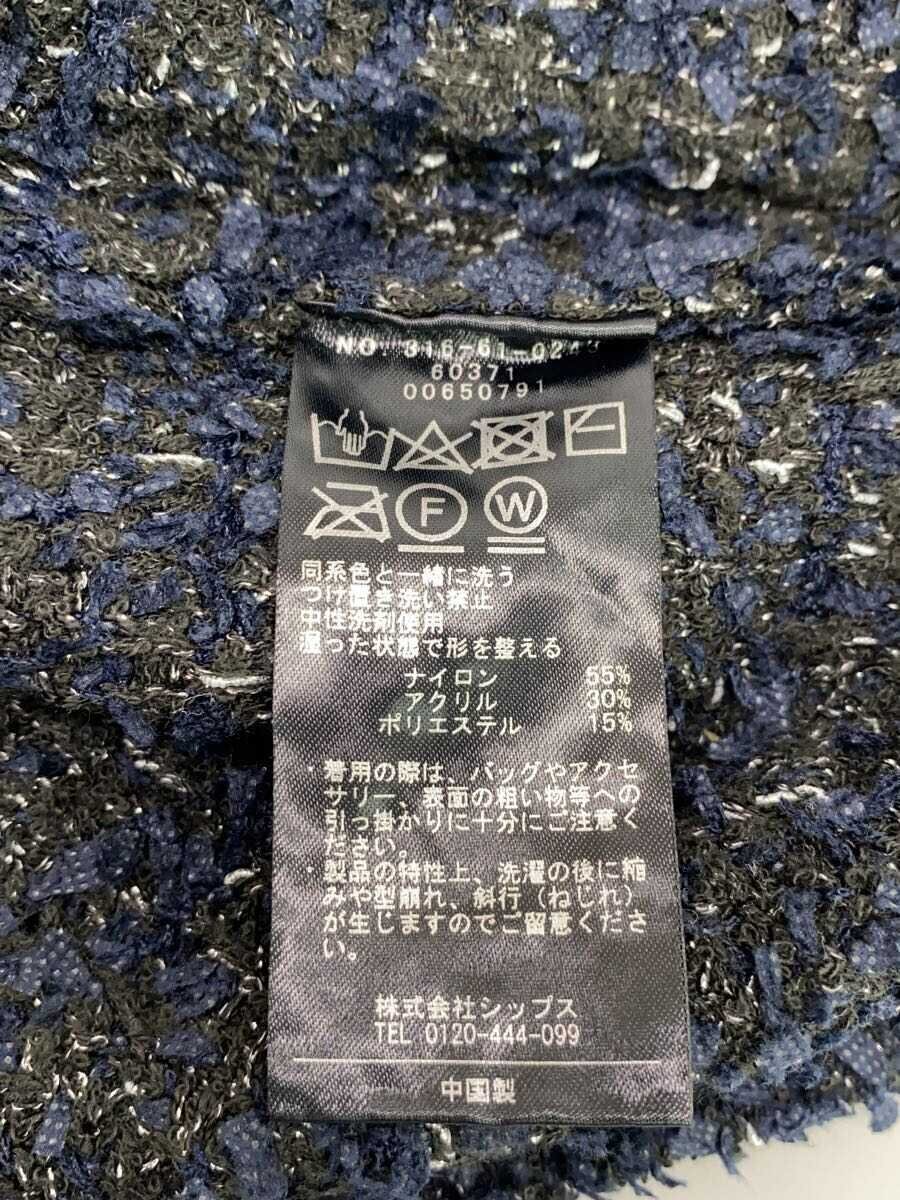 NO. 316-61-0243
60371
00650791
F W
同系色と一緒に洗う
つけ置き洗い禁止
中性洗剤使用
湿った状態で形を整える
ナイロン 55%
アクリル 30%
ポリエステル 15%
・着用の際は、バッグやアクセ
サリー、表面の粗い物等への
引っ掛かりに十分にご注意く
ださい。
・製品の特性上、洗濯の後に縮
みや型崩れ、斜行（ねじれ）
が生じますのでご留意くださ
い。
株式会社シップス
TEL 0120-444-099
中国製